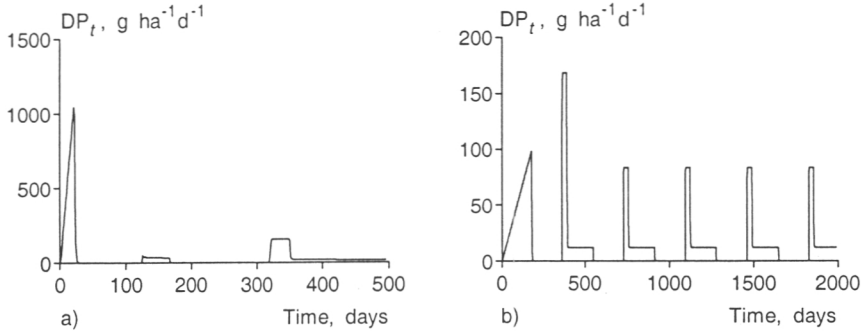 DPₜ, g ha⁻¹d⁻¹
1500
1000
500
0
0 100 200 300 400 500
a) Time, days
DPₜ, g ha⁻¹d⁻¹
200
150
100
50
0
0 500 1000 1500 2000
b) Time, days